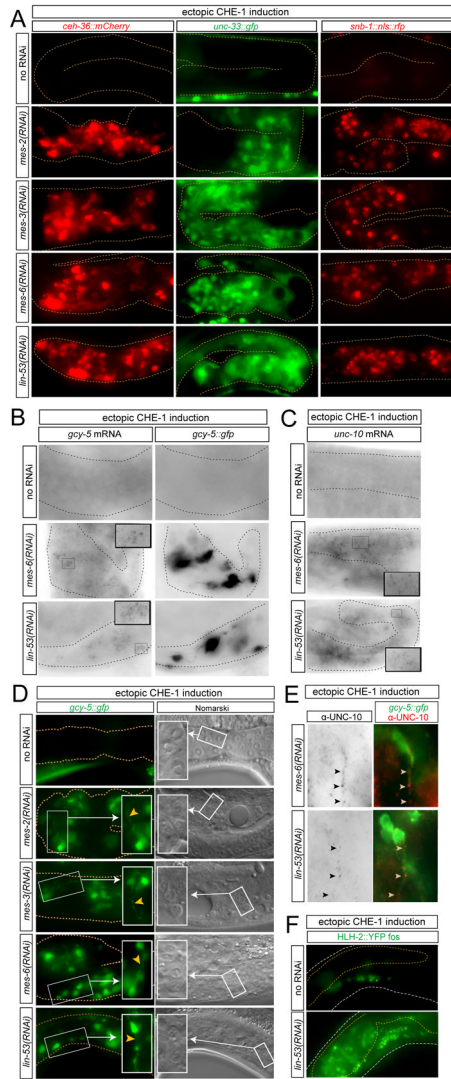 A
ectopic CHE-1 induction
ceh-36::mCherry
unc-33::gfp
snb-1::nls::rfp
no RNAi
mes-2(RNAi)
mes-3(RNAi)
mes-6(RNAi)
lin-53(RNAi)
B
ectopic CHE-1 induction
gcy-5 mRNA
gcy-5::gfp
no RNAi
mes-6(RNAi)
lin-53(RNAi)
C
ectopic CHE-1 induction
unc-10 mRNA
no RNAi
mes-6(RNAi)
lin-53(RNAi)
D
ectopic CHE-1 induction
gcy-5::gfp
Nomarski
no RNAi
mes-2(RNAi)
mes-3(RNAi)
mes-6(RNAi)
lin-53(RNAi)
E
ectopic CHE-1 induction
α-UNC-10
gcy-5::gfp
α-UNC-10
mes-6(RNAi)
lin-53(RNAi)
F
ectopic CHE-1 induction
HLH-2::YFP fos
no RNAi
lin-53(RNAi)